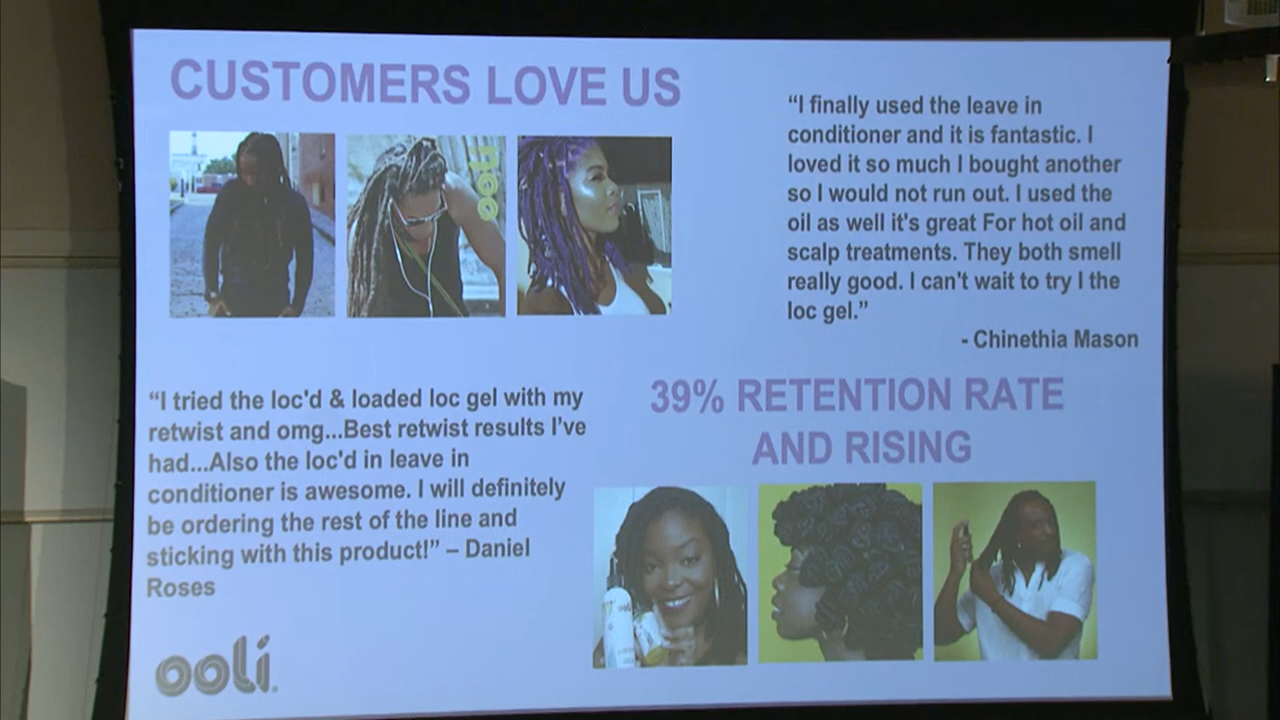 CUSTOMERS LOVE US
ooli
“I finally used the leave in
conditioner and it is fantastic. I
loved it so much I bought another
so I would not run out. I used the
oil as well it's great For hot oil and
scalp treatments. They both smell
really good. I can't wait to try I the
loc gel.”
- Chinethia Mason
“I tried the loc'd & loaded loc gel with my
retwist and omg...Best retwist results I’ve
had...Also the loc'd in leave in
conditioner is awesome. I will definitely
be ordering the rest of the line and
sticking with this product!” – Daniel
Roses
39% RETENTION RATE
AND RISING
ooli
ooli.